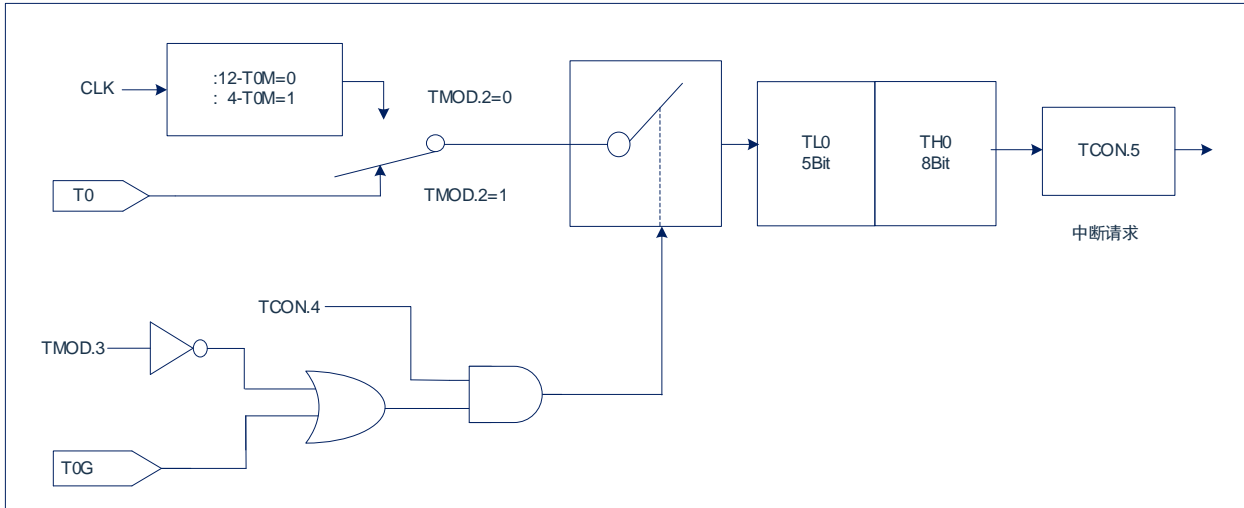 CLK
:12-T0M=0
: 4-T0M=1
TMOD.2=0
T0
TMOD.2=1
TL0
5Bit
TH0
8Bit
TCON.5
中断请求
TCON.4
TMOD.3
T0G